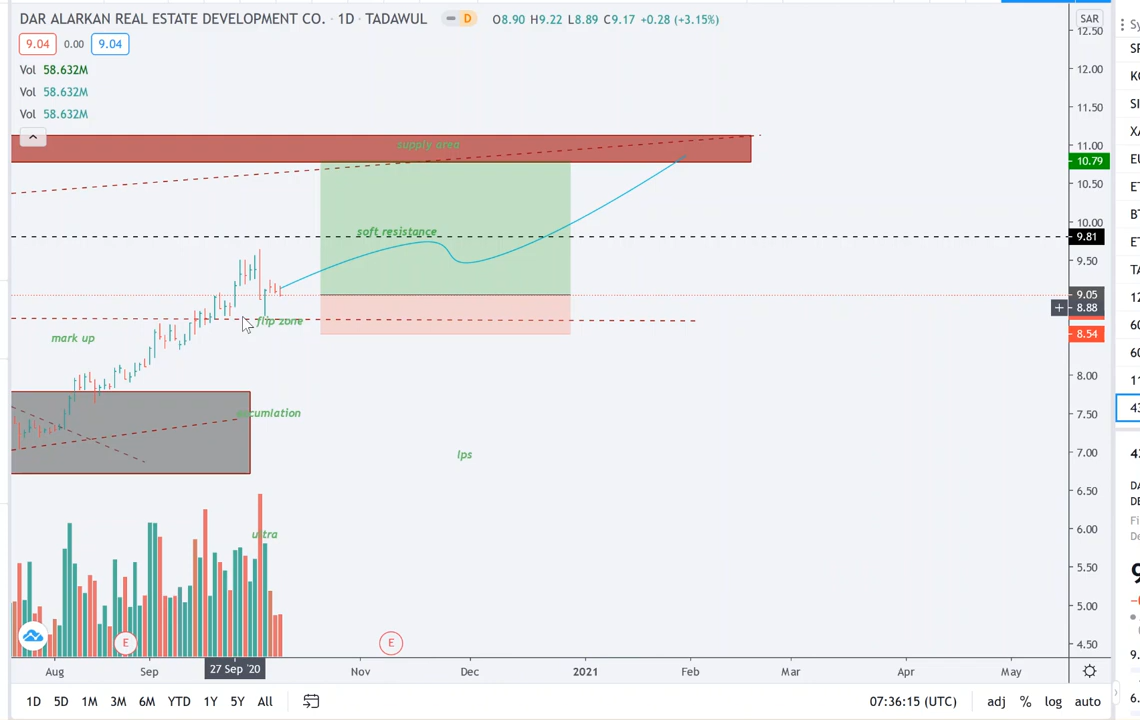 DAR ALARKAN REAL ESTATE DEVELOPMENT CO. · 1D · TADAWUL D O8.90 H9.22 L8.89 C9.17 +0.28 (+3.15%)
SAR
9.04 0.00 9.04
Vol 58.632M
Vol 58.632M
Vol 58.632M
12.50
12.00
11.50
supply area
11.00
10.79
10.50
10.00
soft resistance
9.81
9.50
9.05
8.88
flip zone
8.54
mark up
8.00
accumlation
7.50
lps
7.00
6.50
6.00
ultra
5.50
5.00
4.50
E E
Aug Sep 27 Sep '20 Nov Dec 2021 Feb Mar Apr May
1D 5D 1M 3M 6M YTD 1Y 5Y All 07:36:15 (UTC) adj % log auto